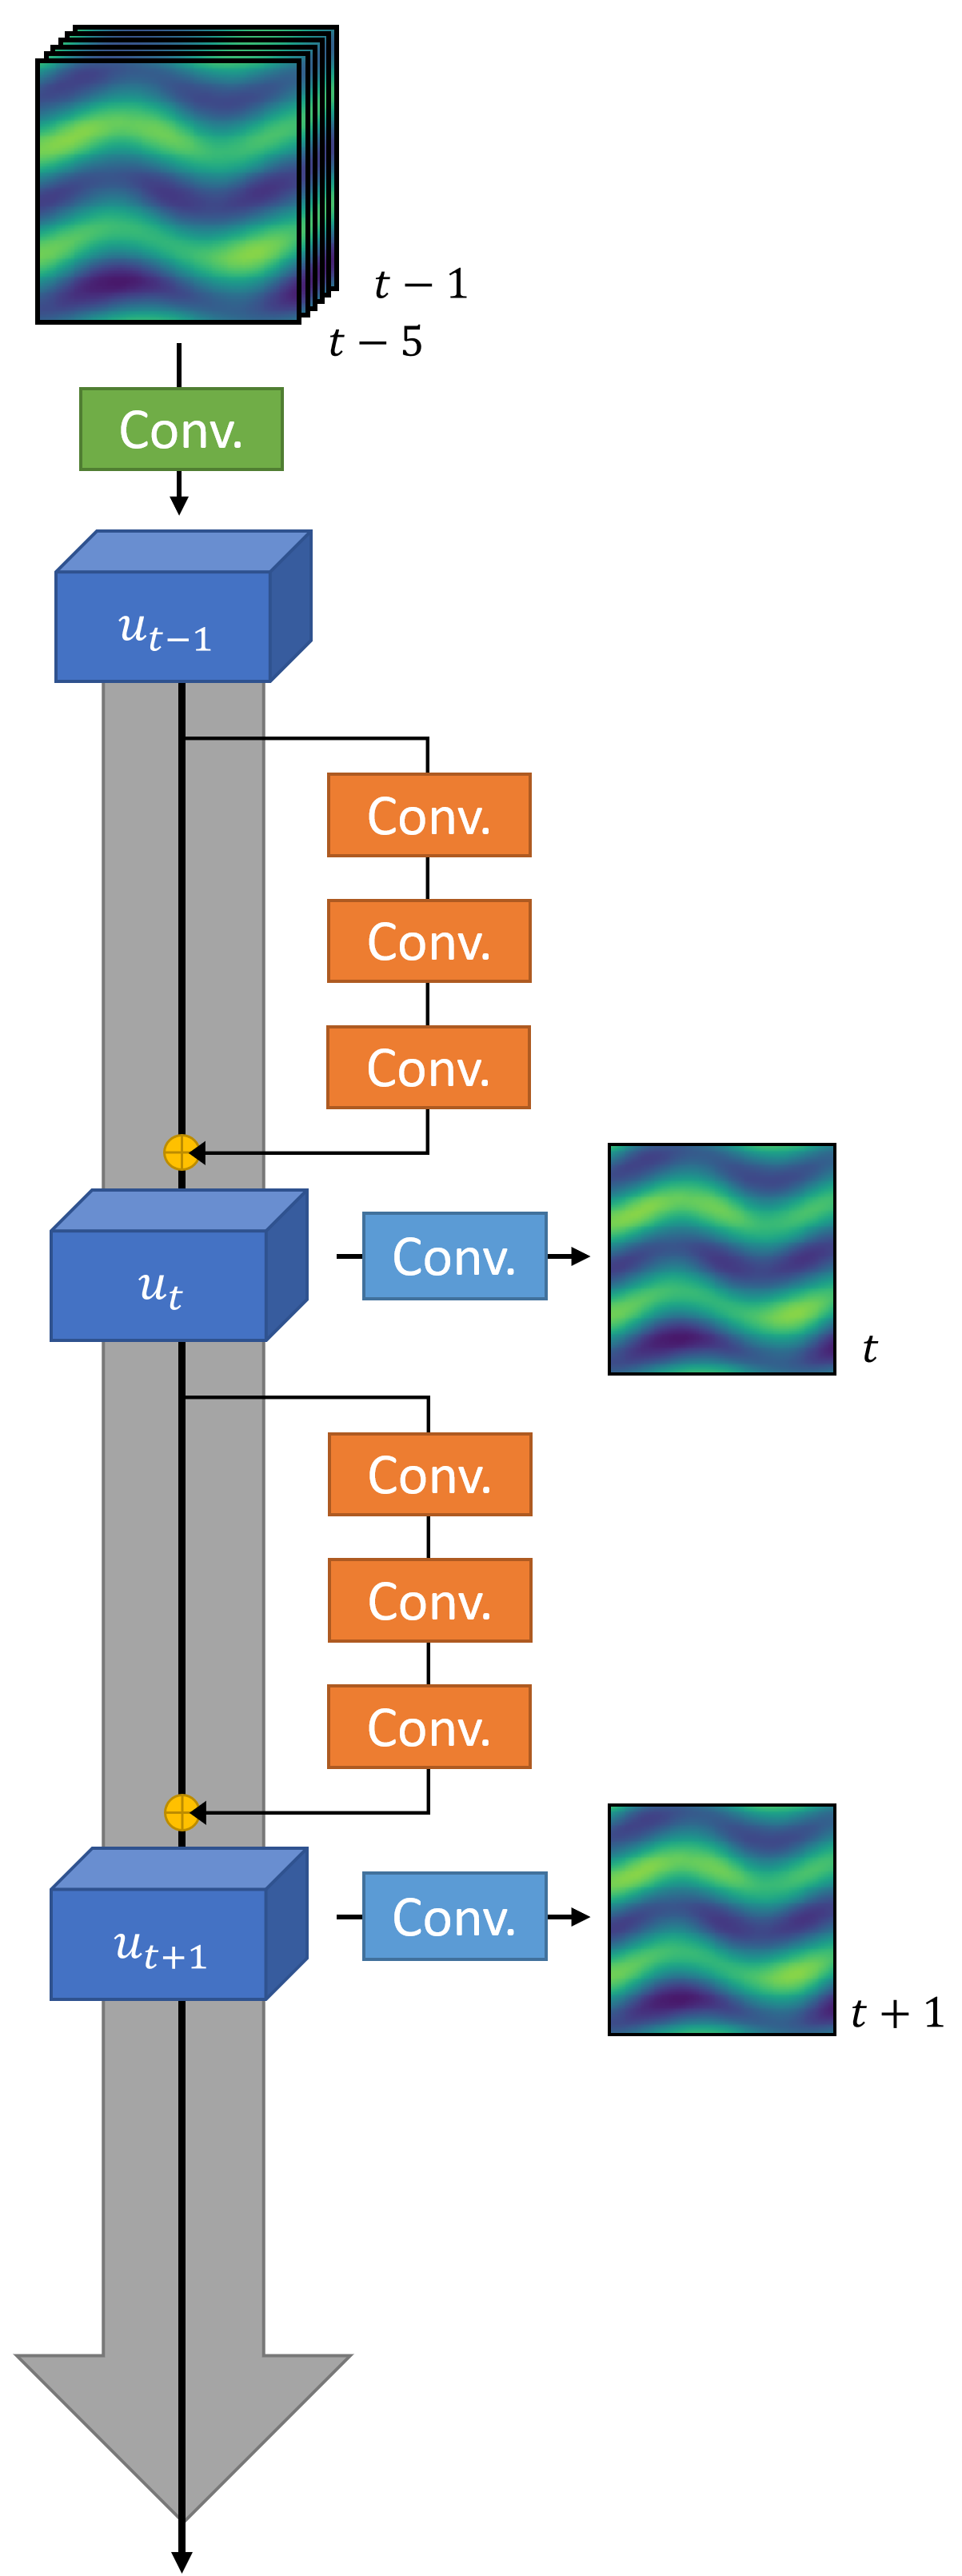 t − 1
t − 5
Conv.
u_{t−1}
Conv.
Conv.
Conv.
u_t
Conv.
t
Conv.
Conv.
Conv.
u_{t+1}
Conv.
t + 1